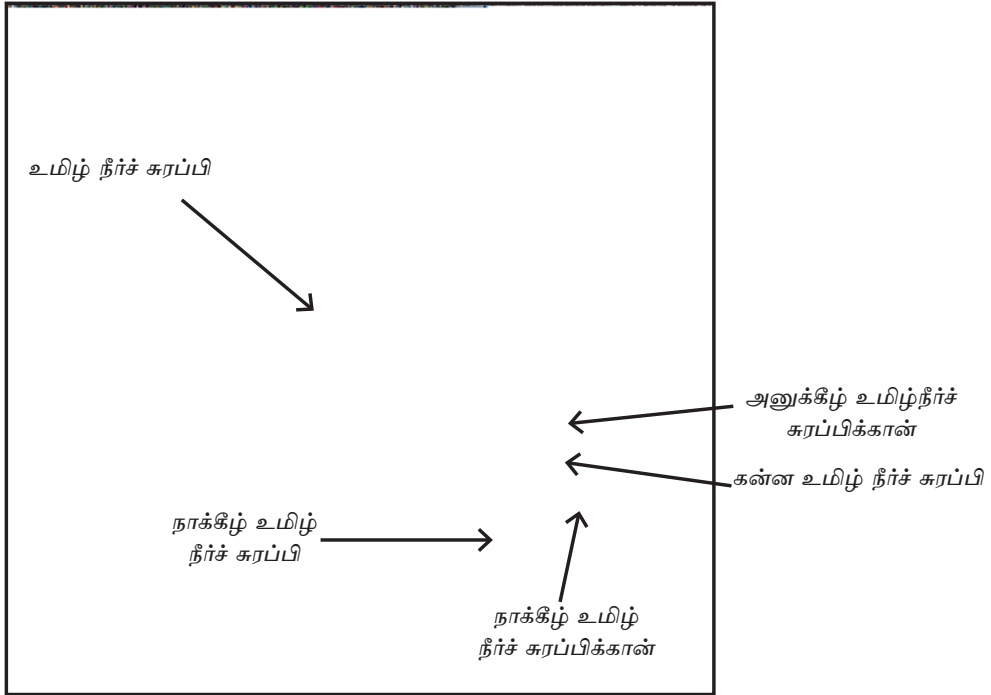 உமிழ் நீர்ச் சுரப்பி
அனுக்கீழ் உமிழ்நீர்ச்
சுரப்பிக்கான்
கன்ன உமிழ் நீர்ச் சுரப்பி
நாக்கீழ் உமிழ்
நீர்ச் சுரப்பி
நாக்கீழ் உமிழ்
நீர்ச் சுரப்பிக்கான்